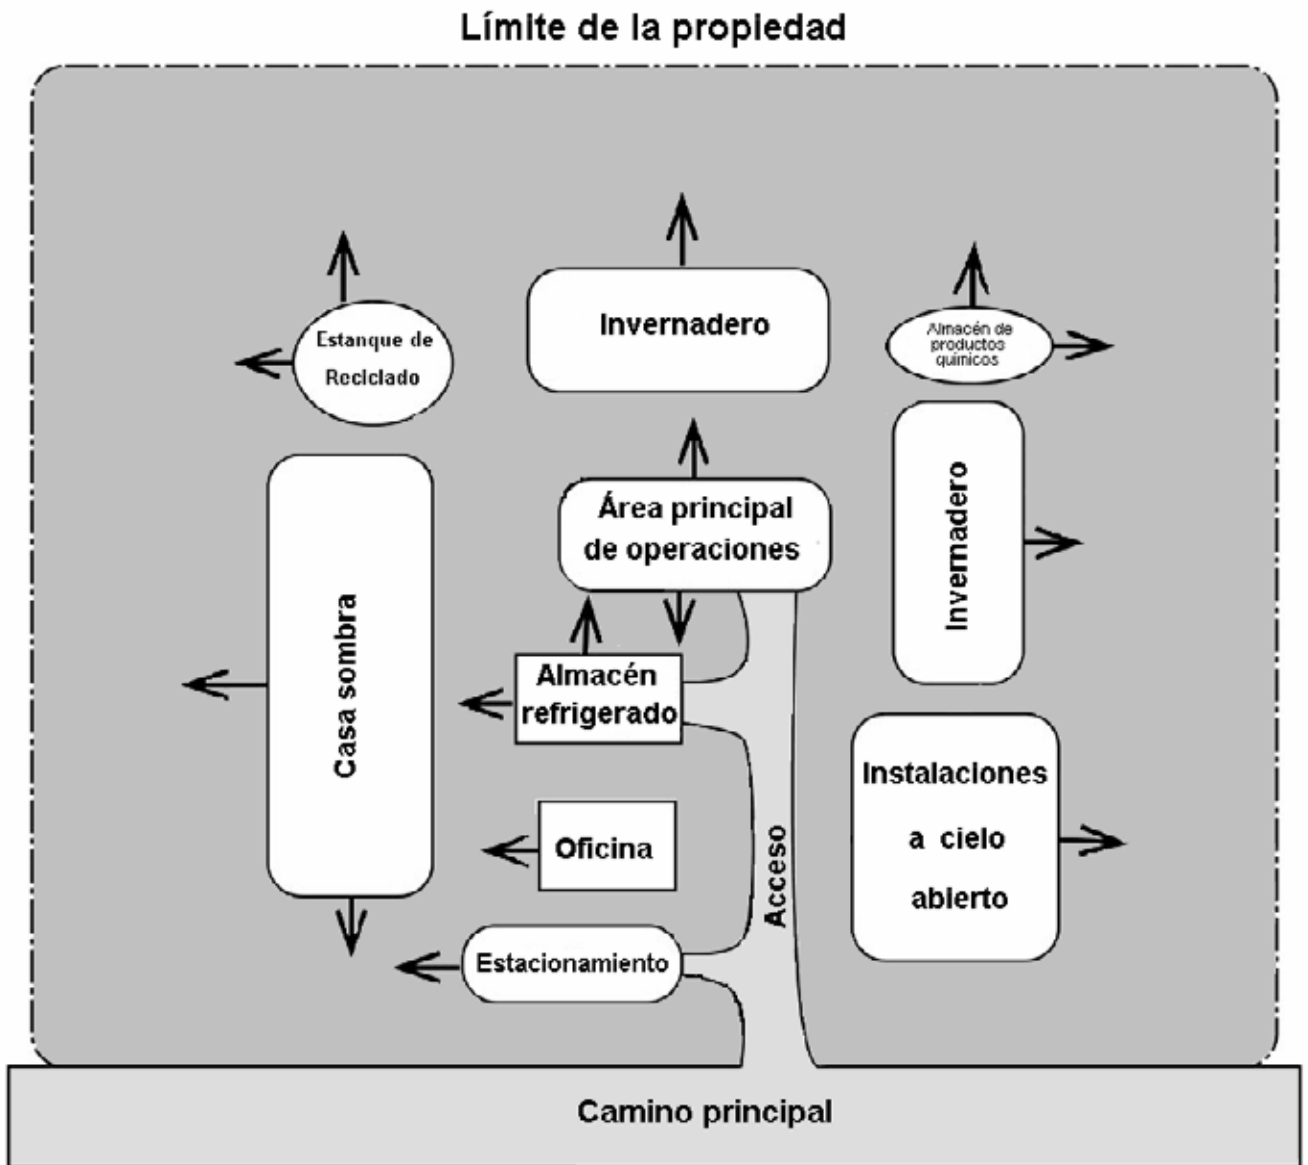 Límite de la propiedad
Invernadero
Estanque de
Reciclado
Almacén de
productos
químicos
Área principal
de operaciones
Invernadero
Casa sombra
Almacén
refrigerado
Instalaciones
a cielo
abierto
Oficina
Acceso
Estacionamiento
Camino principal